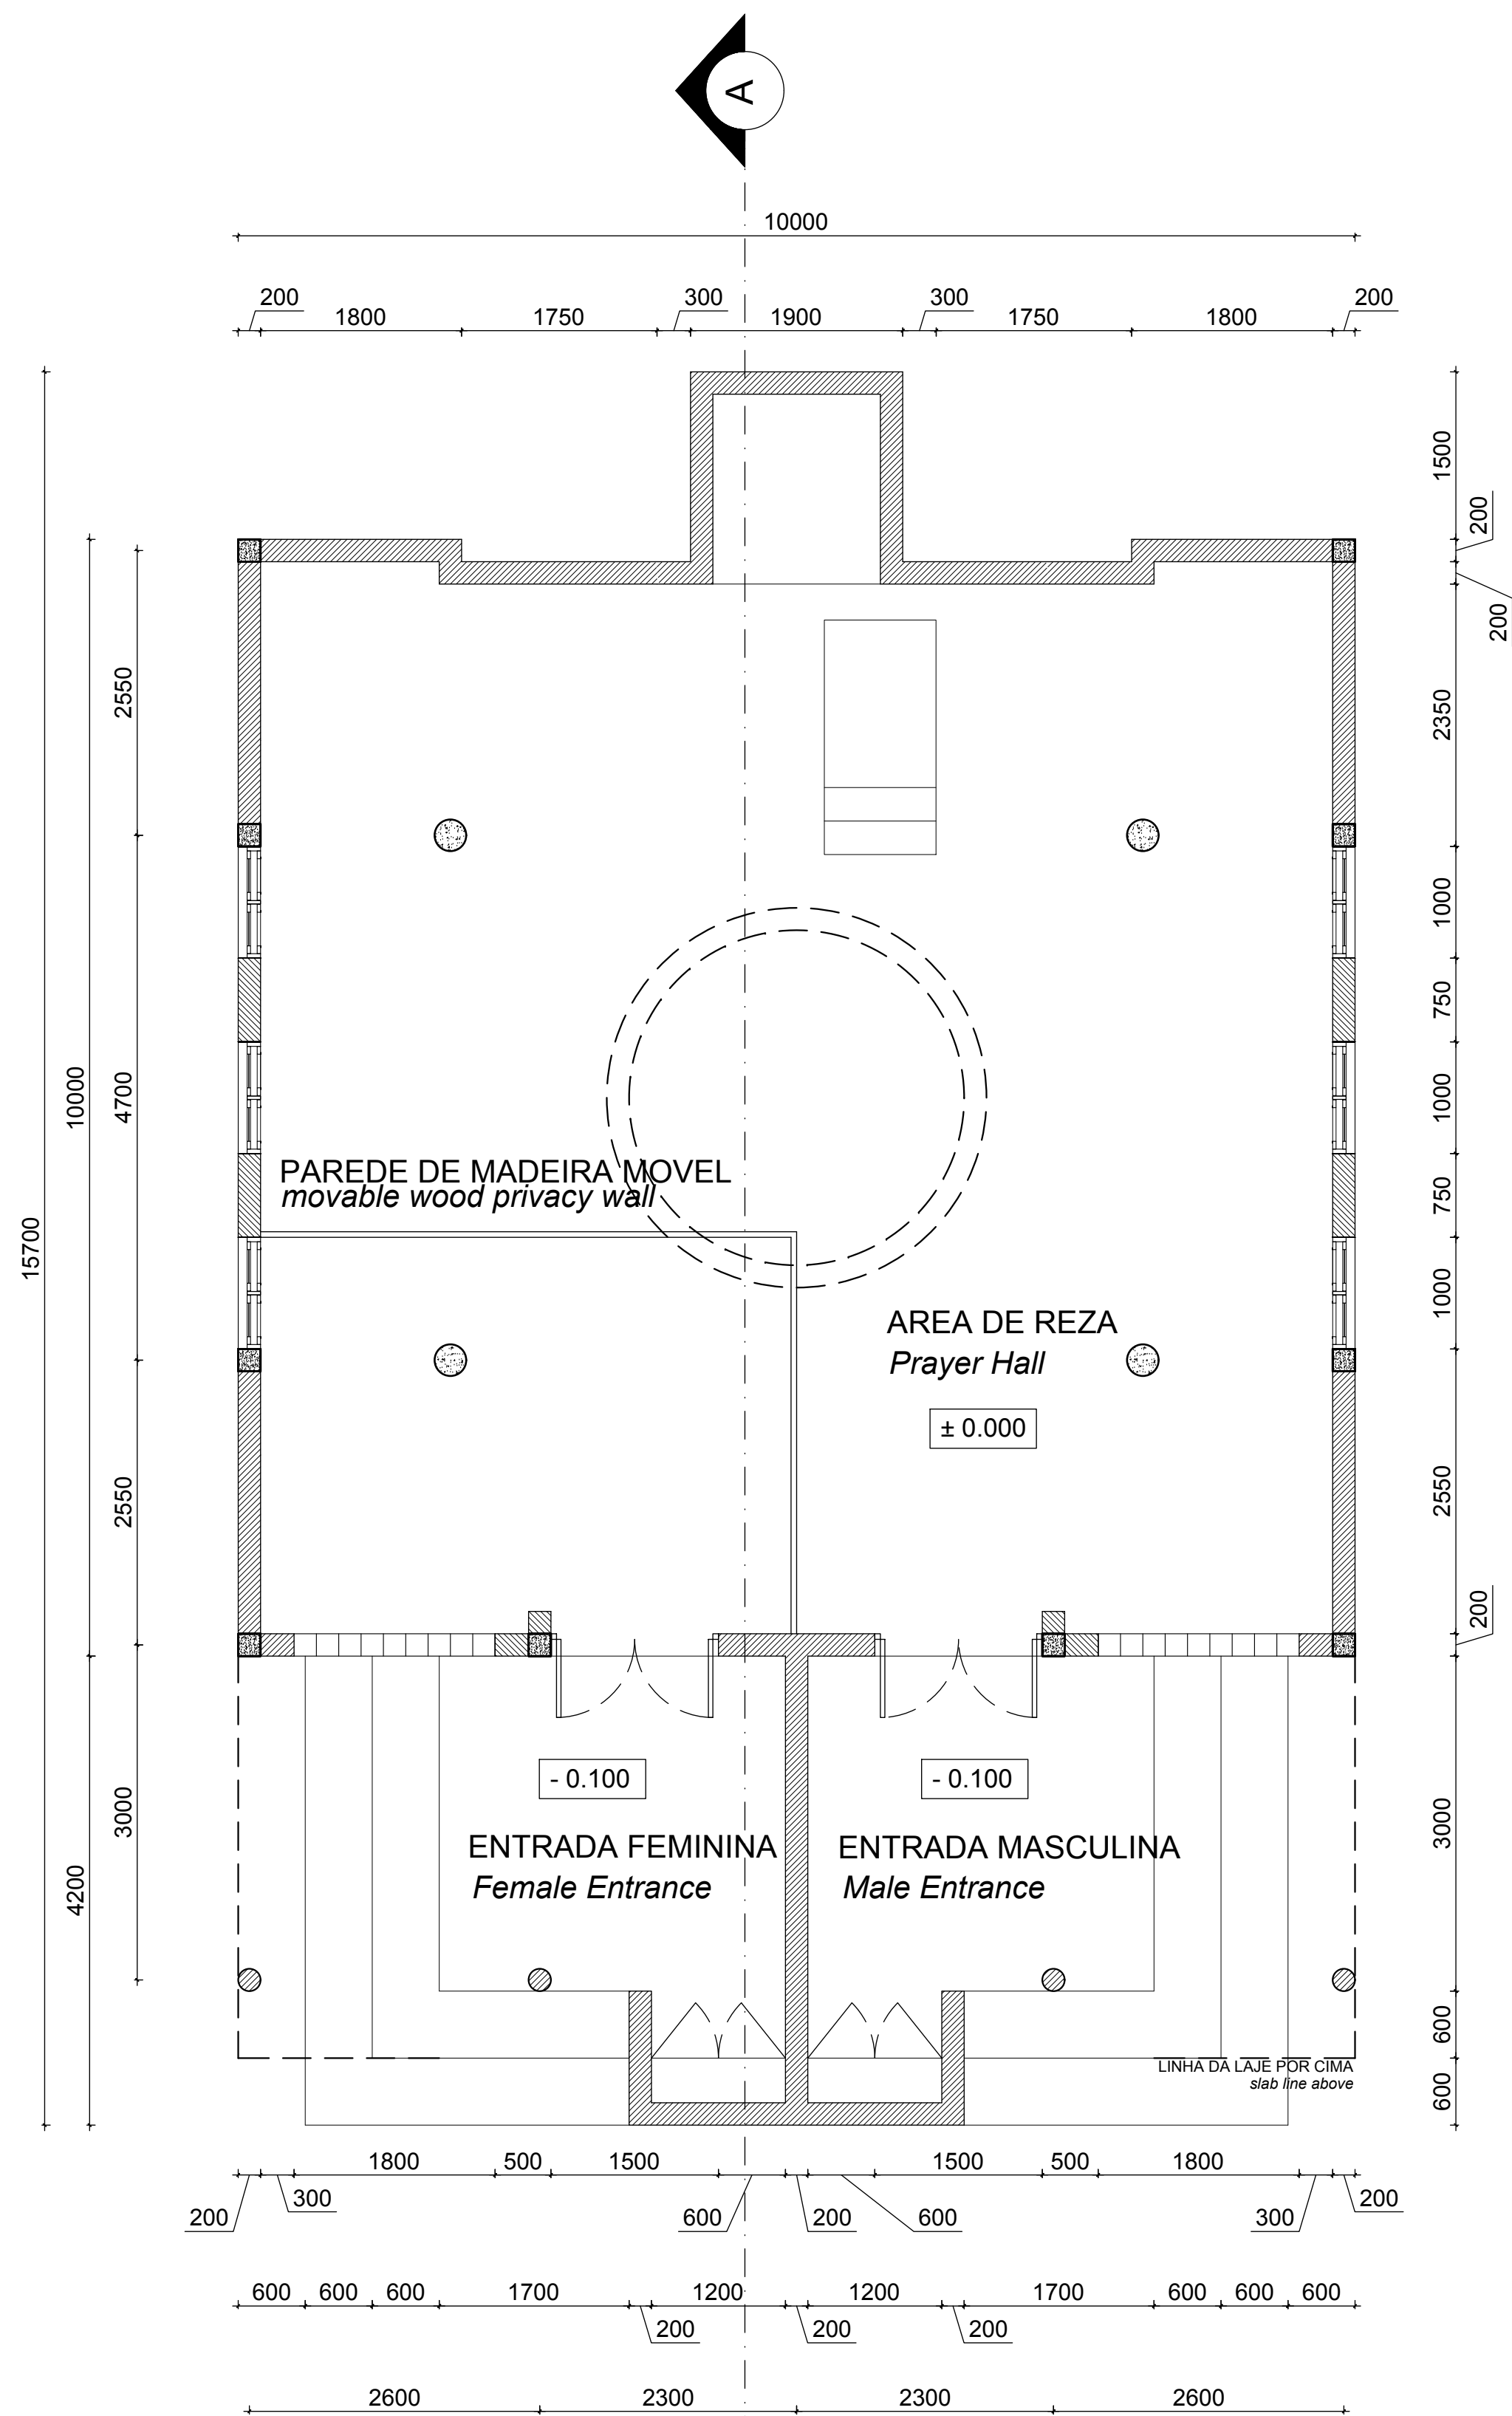 A
10000
200 300 300 200
1800 1750 1900 1750 1800
1500
200
200
2550
2350
1000
750
10000
4700
1000
PAREDE DE MADEIRA MOVEL
movable wood privacy wall
750
15700
1000
AREA DE REZA
Prayer Hall
± 0.000
2550
2550
200
- 0.100
- 0.100
3000
3000
ENTRADA FEMININA
Female Entrance
ENTRADA MASCULINA
Male Entrance
4200
600
LINHA DA LAJE POR CIMA
slab line above
600
1800 500 1500 1500 500 1800
300 200
200 600 200 600 300
600 600 600 1700 1200 1200 1700 600 600 600
200 200 200
2600 2300 2300 2600